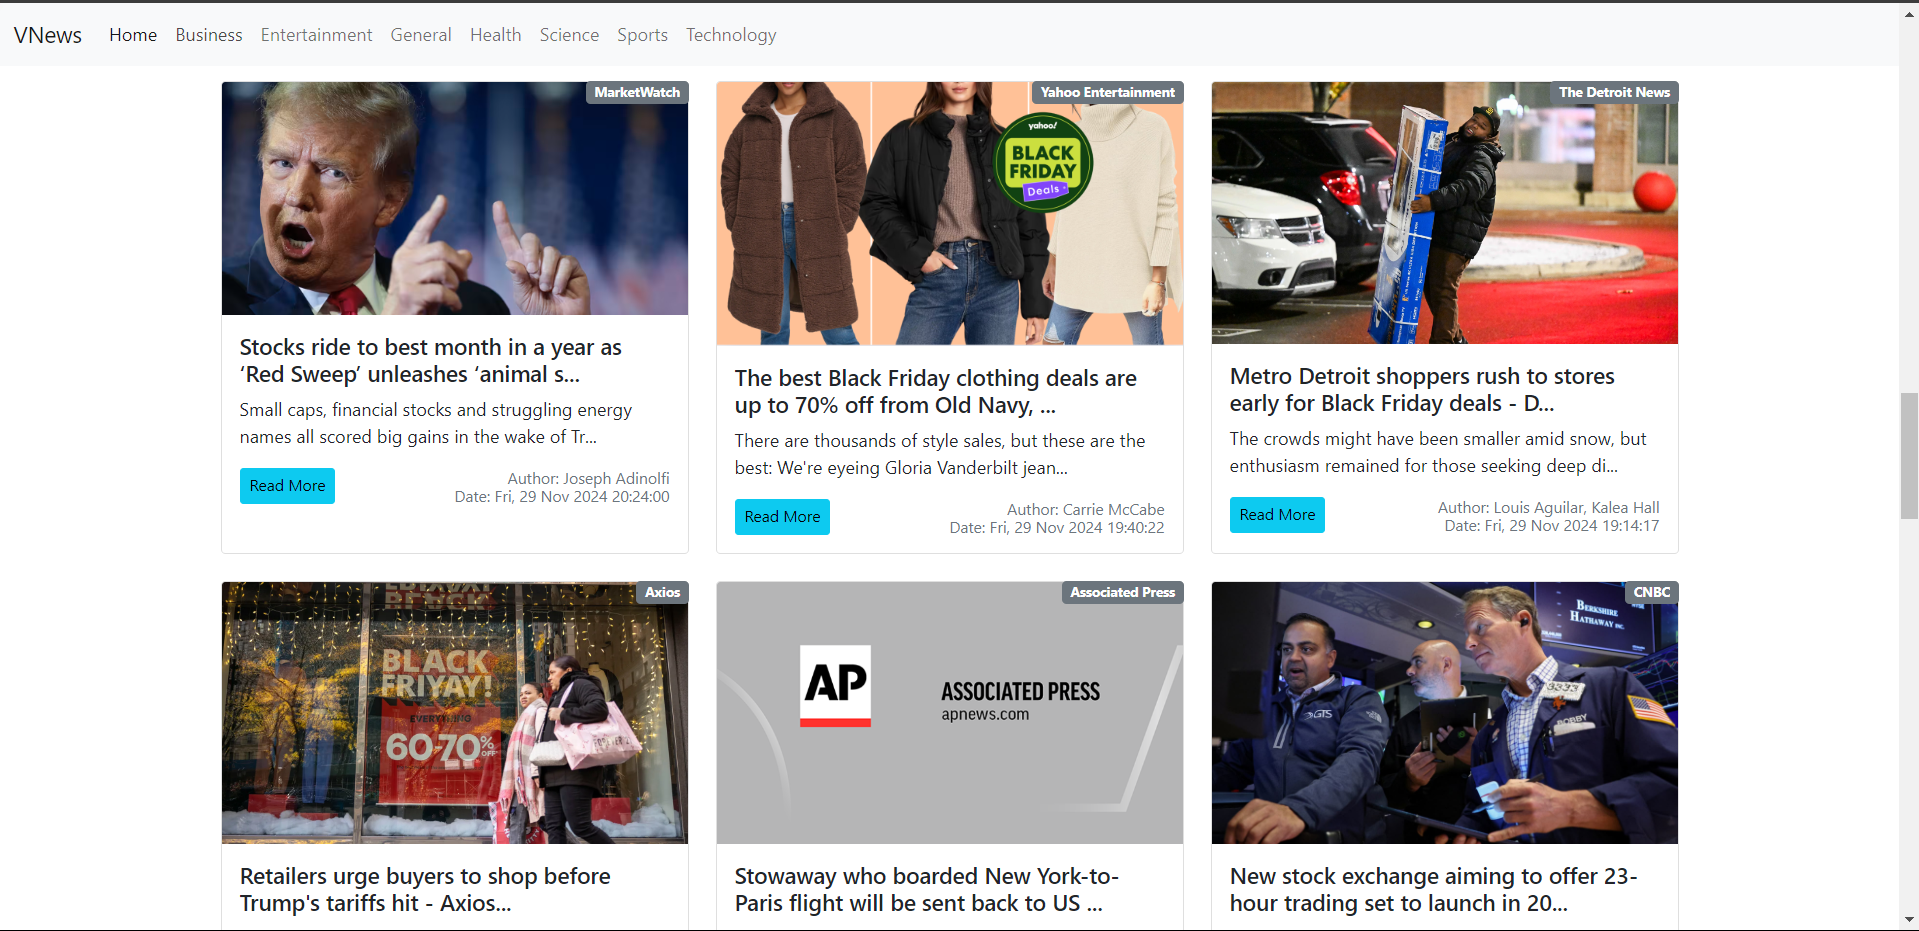 VNews Home Business Entertainment General Health Science Sports Technology
MarketWatch
Stocks ride to best month in a year as
‘Red Sweep’ unleashes ‘animal s...
Small caps, financial stocks and struggling energy
names all scored big gains in the wake of Tr...
Read More
Author: Joseph Adinolfi
Date: Fri, 29 Nov 2024 20:24:00
Yahoo Entertainment
yahoo!
BLACK
FRIDAY
Deals
The best Black Friday clothing deals are
up to 70% off from Old Navy, ...
There are thousands of style sales, but these are the
best: We're eyeing Gloria Vanderbilt jean...
Read More
Author: Carrie McCabe
Date: Fri, 29 Nov 2024 19:40:22
The Detroit News
Metro Detroit shoppers rush to stores
early for Black Friday deals - D...
The crowds might have been smaller amid snow, but
enthusiasm remained for those seeking deep di...
Read More
Author: Louis Aguilar, Kalea Hall
Date: Fri, 29 Nov 2024 19:14:17
Axios
BLACK
FRIYAY!
EVERYTHING
60-70%
OFF
Retailers urge buyers to shop before
Trump's tariffs hit - Axios...
Associated Press
AP
ASSOCIATED PRESS
apnews.com
Stowaway who boarded New York-to-
Paris flight will be sent back to US ...
CNBC
BERKSHIRE
HATHAWAY INC.
GTS
3333
BOBBY
New stock exchange aiming to offer 23-
hour trading set to launch in 20...